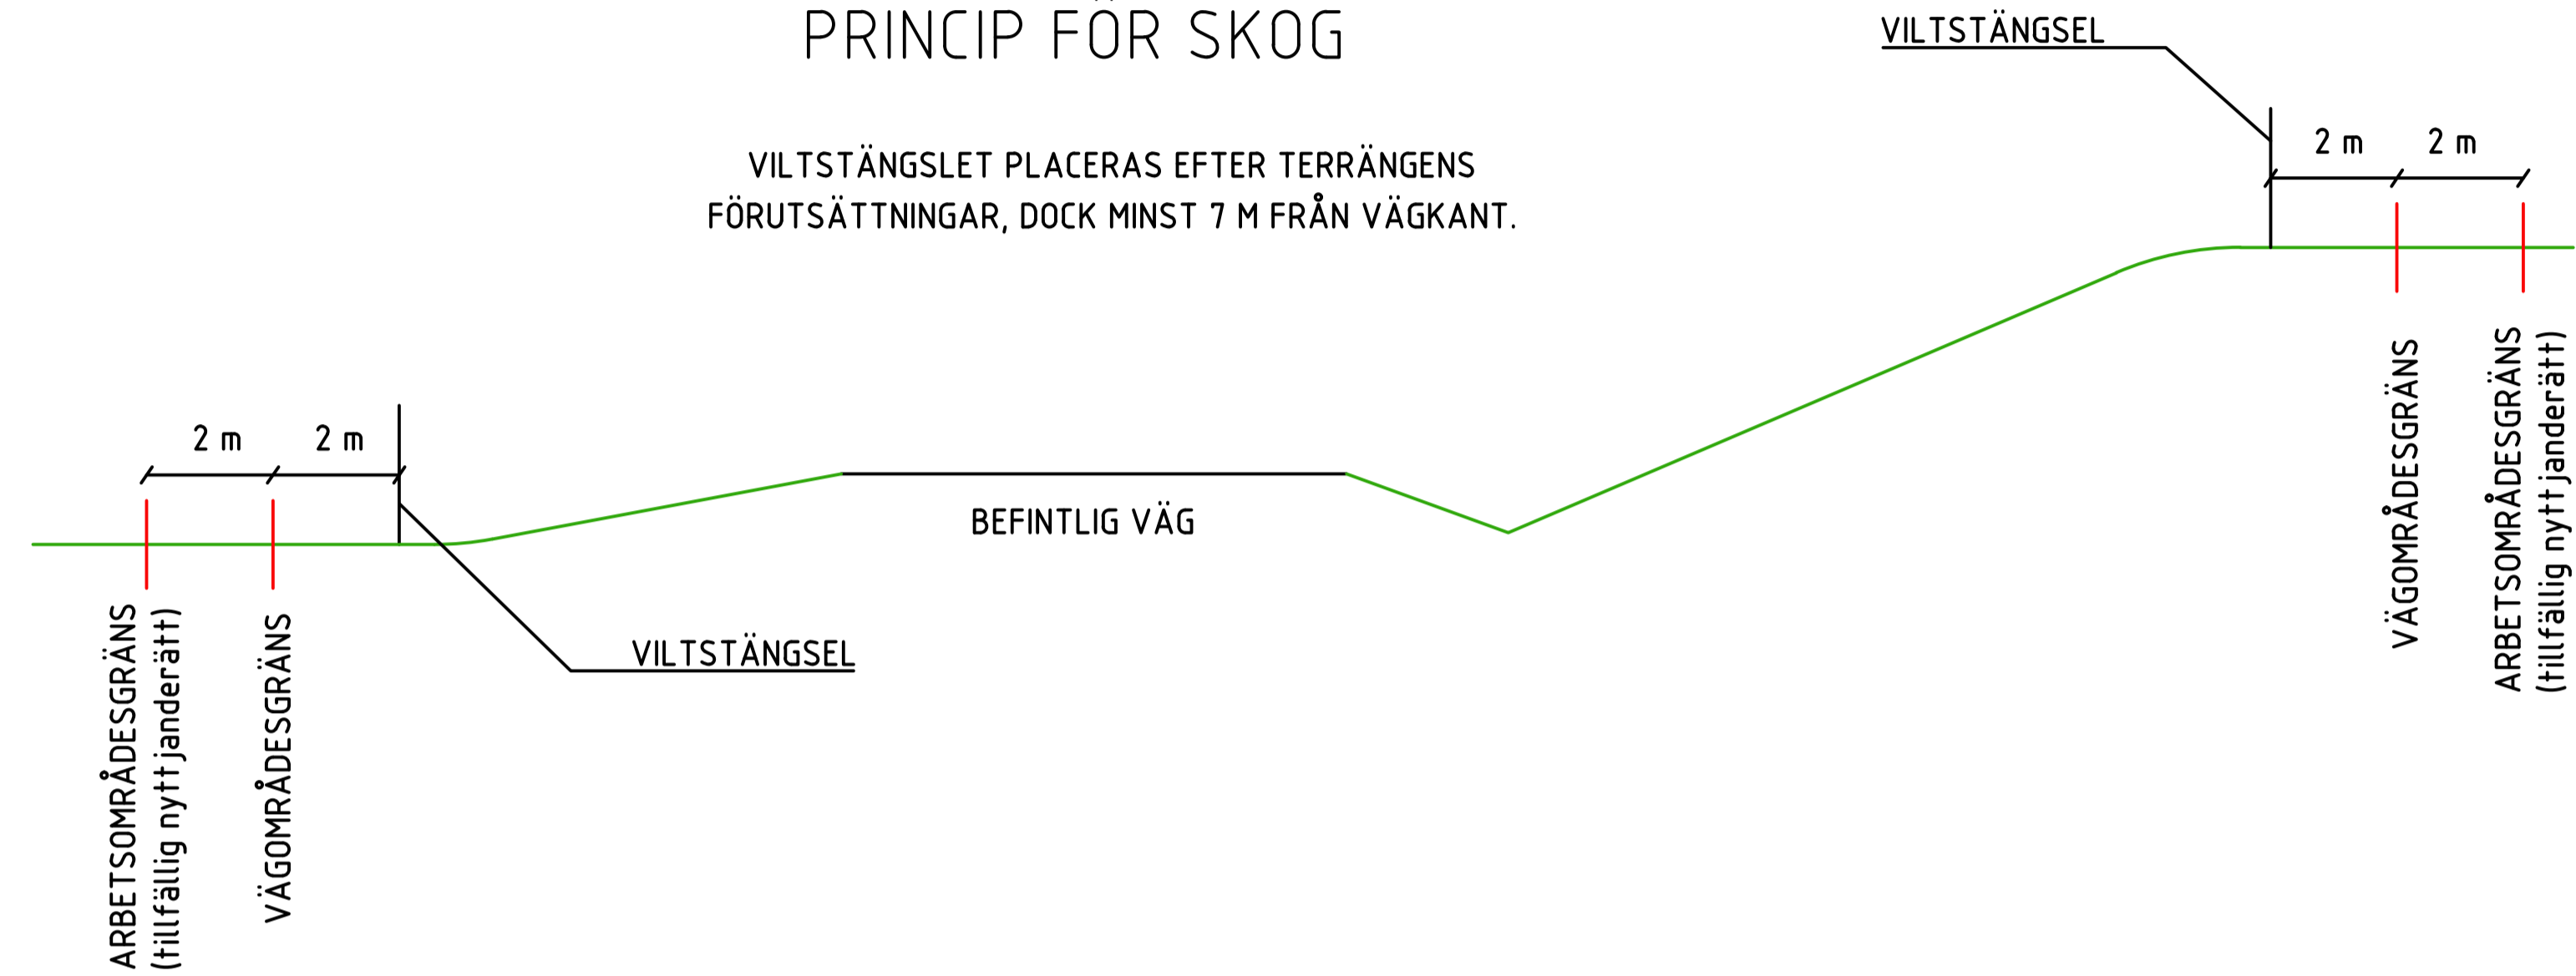 PRINCIP FÖR SKOG
VILTSTÄNGSEL
VILTSTÄNGSLET PLACERAS EFTER TERRÄNGENS
FÖRUTSÄTTNINGAR, DOCK MINST 7 M FRÅN VÄGKANT.
2 m
2 m
2 m
2 m
BEFINTLIG VÄG
VILTSTÄNGSEL
ARBETSOMRÅDESGRÄNS
(tillfällig nyttjanderätt)
VÄGOMRÅDESGRÄNS
VÄGOMRÅDESGRÄNS
ARBETSOMRÅDESGRÄNS
(tillfällig nyttjanderätt)